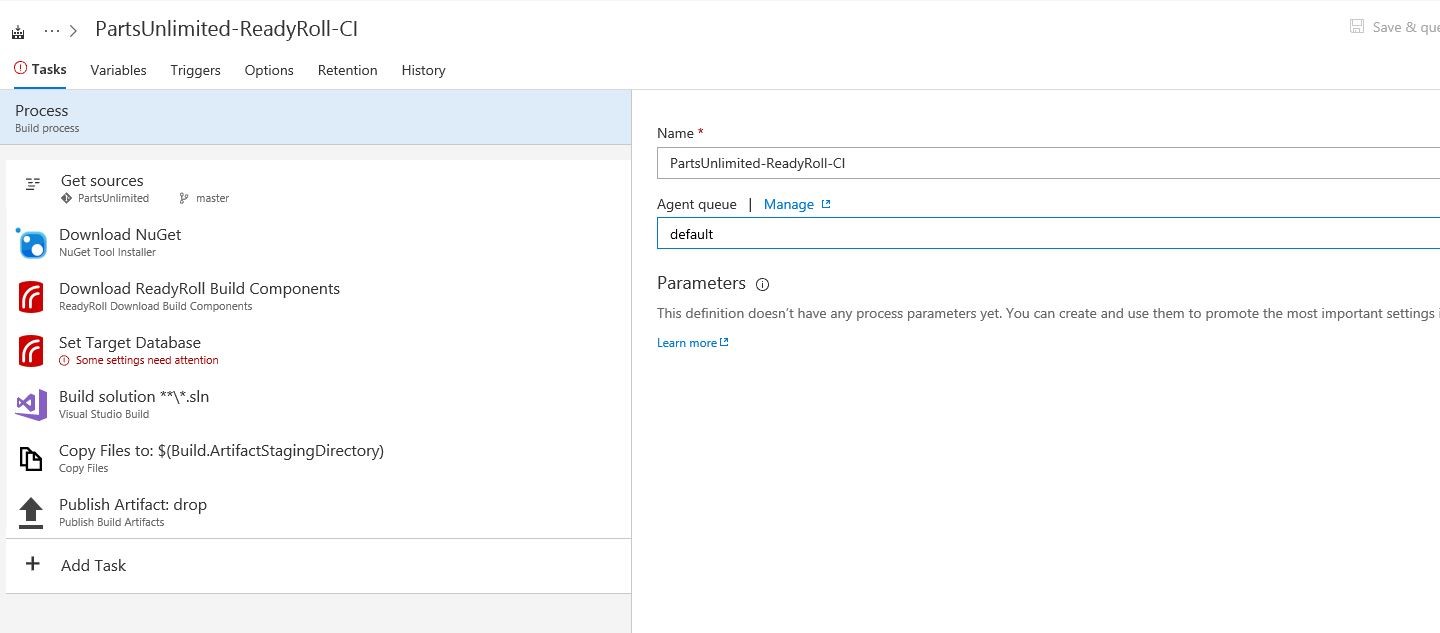 ... > PartsUnlimited-ReadyRoll-CI
Save & que
Tasks Variables Triggers Options Retention History
Process
Build process
Get sources
PartsUnlimited master
Download NuGet
NuGet Tool Installer
Download ReadyRoll Build Components
ReadyRoll Download Build Components
Set Target Database
Some settings need attention
Build solution **\*.sln
Visual Studio Build
Copy Files to: $(Build.ArtifactStagingDirectory)
Copy Files
Publish Artifact: drop
Publish Build Artifacts
+ Add Task
Name *
PartsUnlimited-ReadyRoll-CI
Agent queue | Manage
default
Parameters
This definition doesn't have any process parameters yet. You can create and use them to promote the most important settings i
Learn more